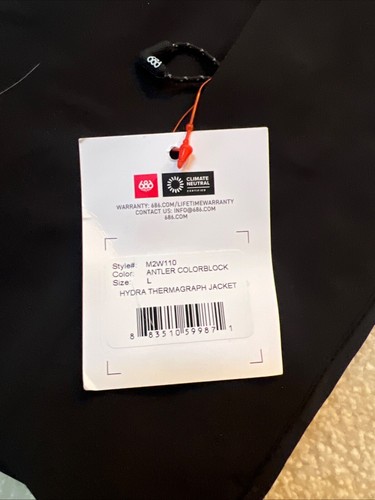 686
686
CLIMATE
NEUTRAL
CERTIFIED
WARRANTY: 686.COM/LIFETIMEWARRANTY
CONTACT US: INFO@686.COM
686.COM
Style#: M2W110
Color: ANTLER COLORBLOCK
Size: L
HYDRA THERMAGRAPH JACKET
8 83510 59987 1